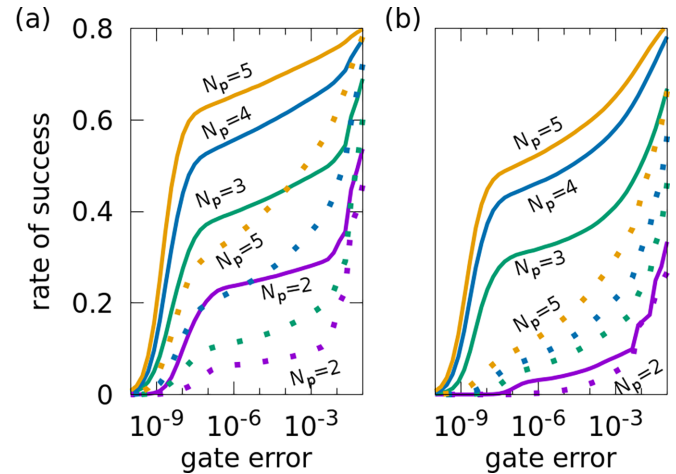 (a)
(b)
rate of success
0.8
0.6
0.4
0.2
0
Nₚ=5
Nₚ=4
Nₚ=3
Nₚ=5
Nₚ=2
Nₚ=2
10⁻⁹ 10⁻⁶ 10⁻³
gate error
Nₚ=5
Nₚ=4
Nₚ=3
Nₚ=5
Nₚ=2
10⁻⁹ 10⁻⁶ 10⁻³
gate error